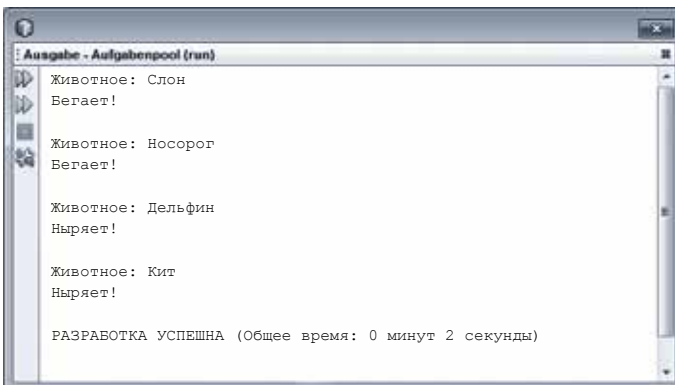 Ausgabe - Aufgabenpool (run)
Животное: Слон
Бегает!
Животное: Носорог
Бегает!
Животное: Дельфин
Ныряет!
Животное: Кит
Ныряет!
РАЗРАБОТКА УСПЕШНА (Общее время: 0 минут 2 секунды)